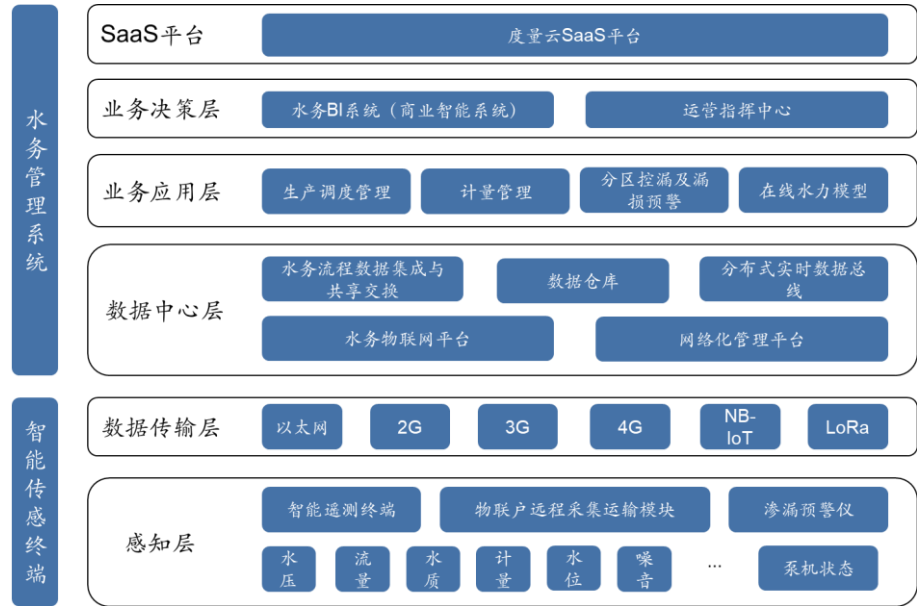 水务管理系统
SaaS平台
度量云SaaS平台
业务决策层
水务BI系统（商业智能系统）
运营指挥中心
业务应用层
生产调度管理
计量管理
分区控漏及漏
损预警
在线水力模型
数据中心层
水务流程数据集成与
共享交换
数据仓库
分布式实时数据总
线
水务物联网平台
网络化管理平台
智能传感终端
数据传输层
以太网
2G
3G
4G
NB-
IoT
LoRa
感知层
智能遥测终端
物联户远程采集运输模块
渗漏预警仪
水压
流量
水质
计量
水位
噪音
...
泵机状态